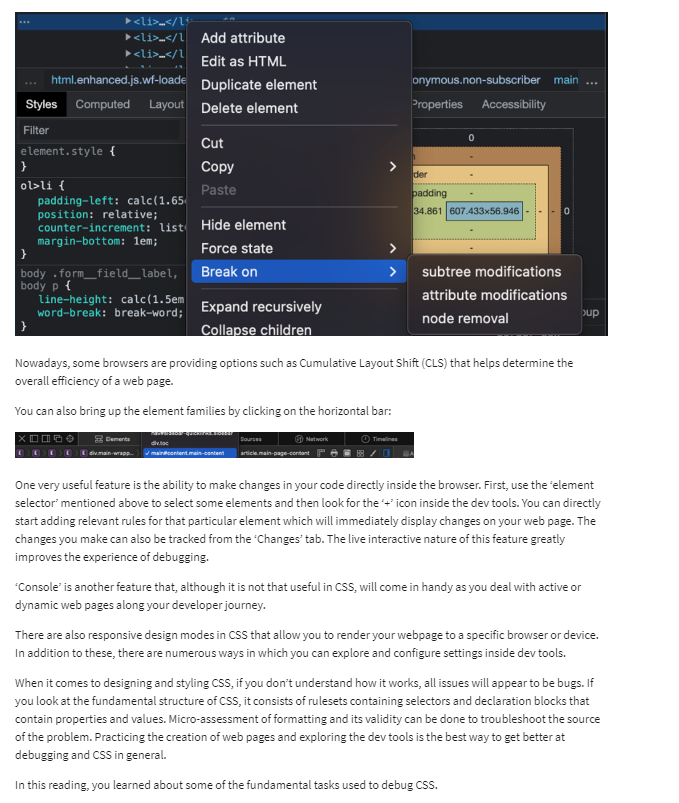 ... ▶<li>…</li>
▶<li>…</l
▶<li>…</l
Add attribute
Edit as HTML
Duplicate element
Delete element
Cut
Copy
Paste
Hide element
Force state
Break on
Expand recursively
Collapse children
subtree modifications
attribute modifications
node removal
... html.enhanced.js.wf-loade
onymous.non-subscriber main ...
Styles Computed Layout
Properties Accessibility
Filter
element.style {
}
ol>li {
padding-left: calc(1.65
position: relative;
counter-increment: list
margin-bottom: 1em;
}
body .form__field__label,
body p {
line-height: calc(1.5em
word-break: break-word;
}
0
-
der -
padding -
34.861 607.433×56.946 - - - 0
-
-
oup
Nowadays, some browsers are providing options such as Cumulative Layout Shift (CLS) that helps determine the
overall efficiency of a web page.
You can also bring up the element families by clicking on the horizontal bar:
nav#sidebar-quicklinks.sidebar
Elements div.toc Sources Network Timelines
E E E E E div.main-wrapp... ✓ main#content.main-content article.main-page-content
One very useful feature is the ability to make changes in your code directly inside the browser. First, use the ‘element
selector’ mentioned above to select some elements and then look for the ‘+’ icon inside the dev tools. You can directly
start adding relevant rules for that particular element which will immediately display changes on your web page. The
changes you make can also be tracked from the ‘Changes’ tab. The live interactive nature of this feature greatly
improves the experience of debugging.
‘Console’ is another feature that, although it is not that useful in CSS, will come in handy as you deal with active or
dynamic web pages along your developer journey.
There are also responsive design modes in CSS that allow you to render your webpage to a specific browser or device.
In addition to these, there are numerous ways in which you can explore and configure settings inside dev tools.
When it comes to designing and styling CSS, if you don’t understand how it works, all issues will appear to be bugs. If
you look at the fundamental structure of CSS, it consists of rulesets containing selectors and declaration blocks that
contain properties and values. Micro-assessment of formatting and its validity can be done to troubleshoot the source
of the problem. Practicing the creation of web pages and exploring the dev tools is the best way to get better at
debugging and CSS in general.
In this reading, you learned about some of the fundamental tasks used to debug CSS.